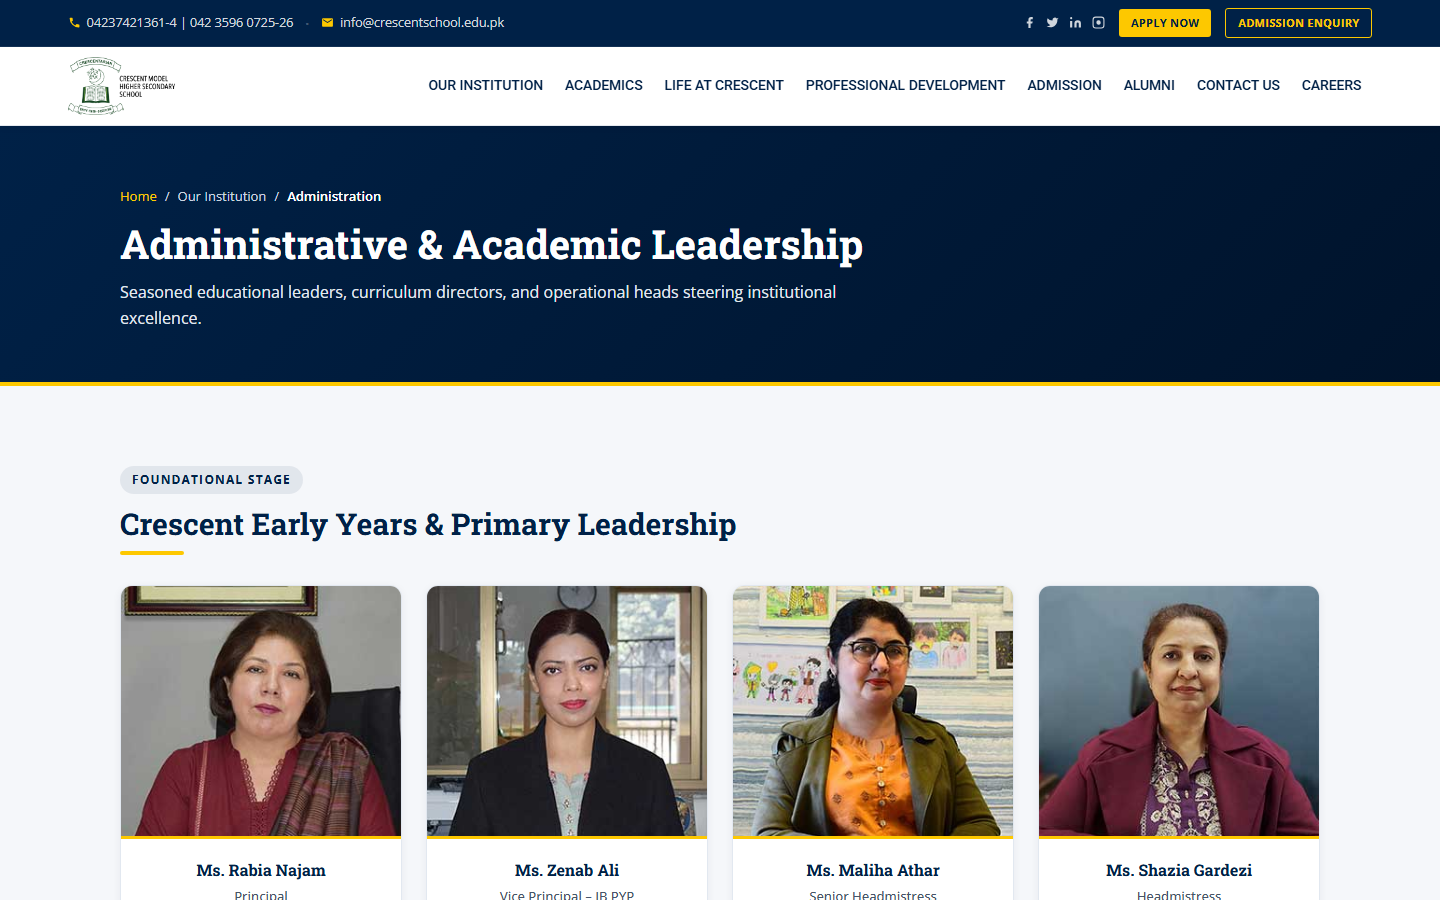 04237421361-4 | 042 3596 0725-26 - info@crescentschool.edu.pk
APPLY NOW
ADMISSION ENQUIRY
CRESCENTARIAN
CRESCENT MODEL
HIGHER SECONDARY
SCHOOL
OUR INSTITUTION ACADEMICS LIFE AT CRESCENT PROFESSIONAL DEVELOPMENT ADMISSION ALUMNI CONTACT US CAREERS
Home / Our Institution / Administration
Administrative & Academic Leadership
Seasoned educational leaders, curriculum directors, and operational heads steering institutional
excellence.
FOUNDATIONAL STAGE
Crescent Early Years & Primary Leadership
Ms. Rabia Najam
Principal
Ms. Zenab Ali
Vice Principal – IB PYP
Ms. Maliha Athar
Senior Headmistress
Ms. Shazia Gardezi
Headmistress